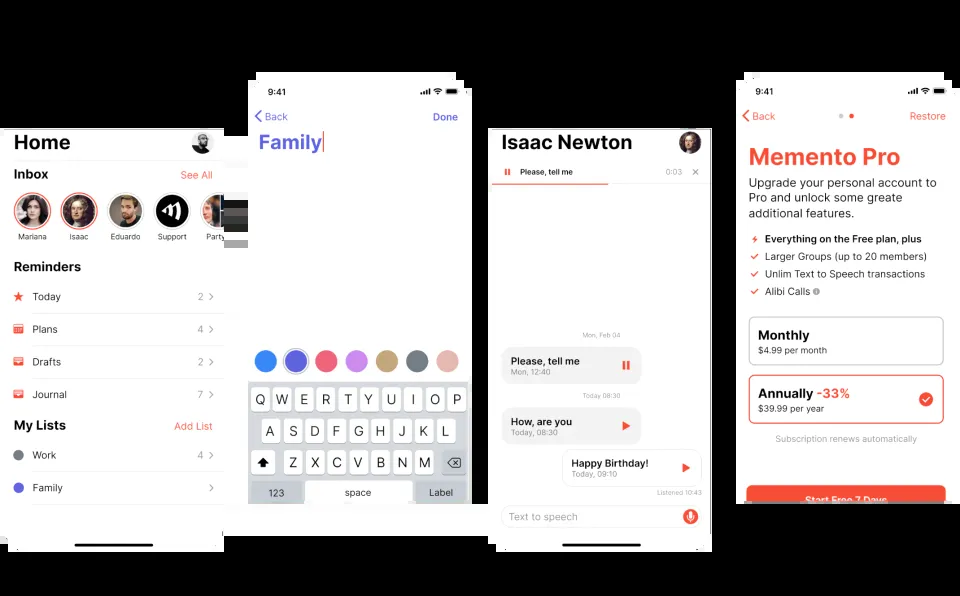 Home
Inbox
See All
Mariana
Isaac
Eduardo
Support
Party
Reminders
Today
2
Plans
4
Drafts
2
Journal
7
My Lists
Add List
Work
4
Family
9:41
Back
Done
Family
Q W E R T Y U I O P
A S D F G H J K L
Z X C V B N M
123
space
Label
Isaac Newton
Please, tell me
0:03
Mon, Feb 04
Please, tell me
Mon, 12:40
Today 08:30
How, are you
Today, 08:30
Happy Birthday!
Today, 09:10
Listened 10:43
Text to speech
9:41
Back
Restore
Memento Pro
Upgrade your personal account to
Pro and unlock some greate
additional features.
Everything on the Free plan, plus
Larger Groups (up to 20 members)
Unlim Text to Speech transactions
Alibi Calls
Monthly
$4.99 per month
Annually -33%
$39.99 per year
Subscription renews automatically
Start Free 7 Days